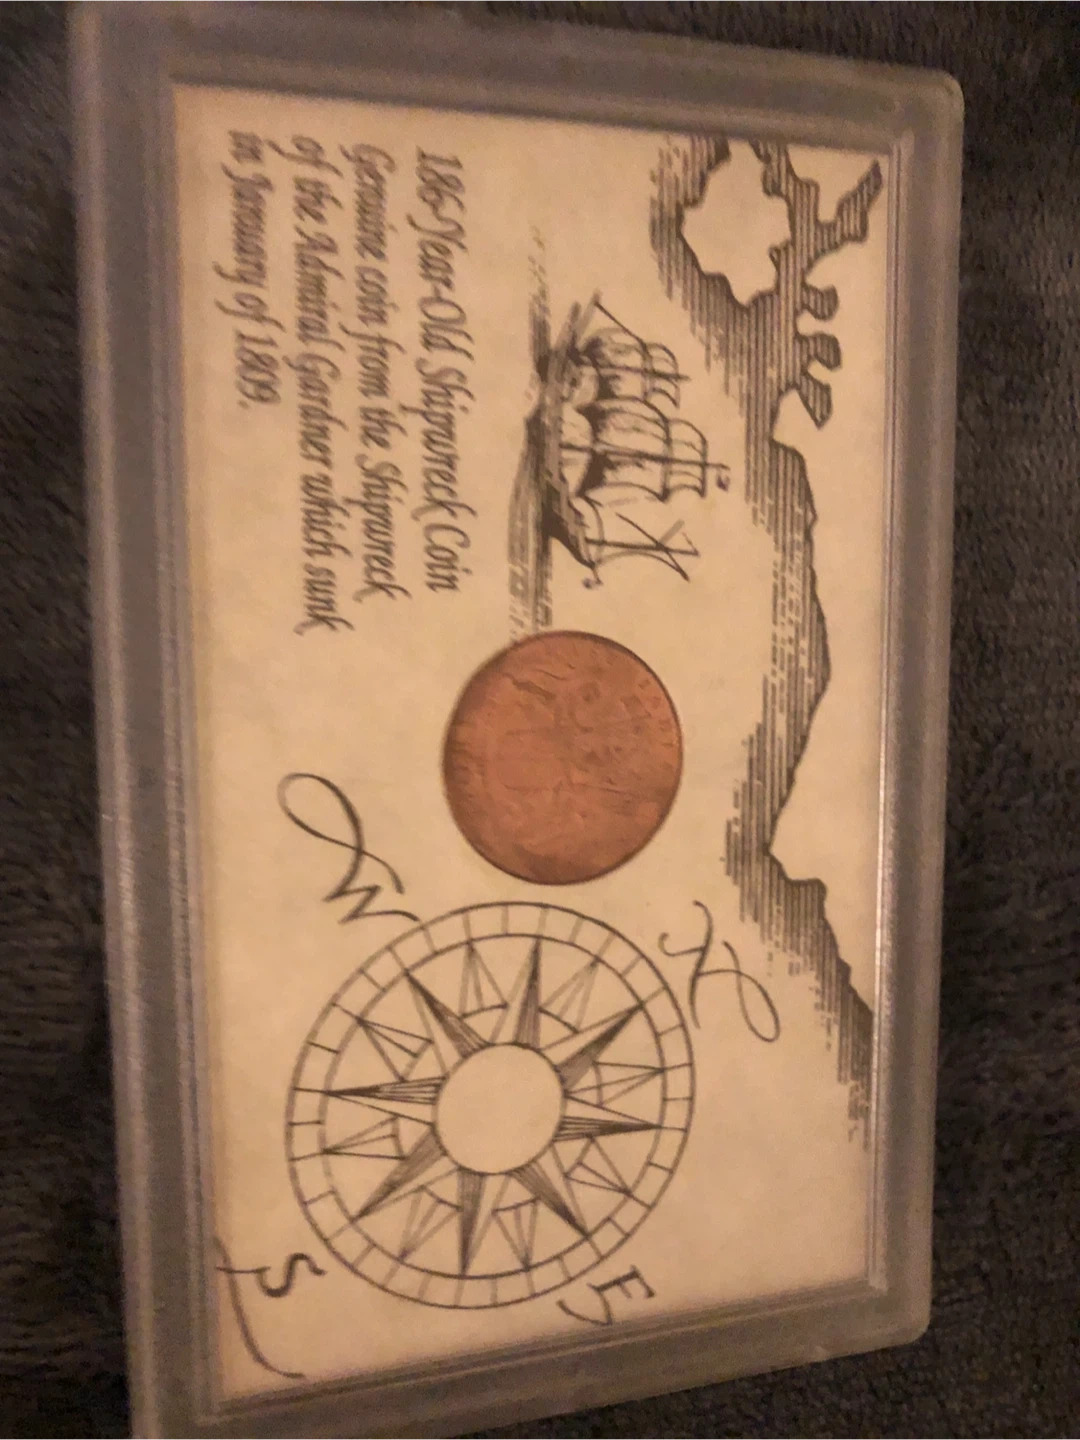 186-Year-Old Shipwreck Coin
Genuine coin from the Shipwreck
of the Admiral Gardner which sunk
in January of 1809.
N
W
E
S